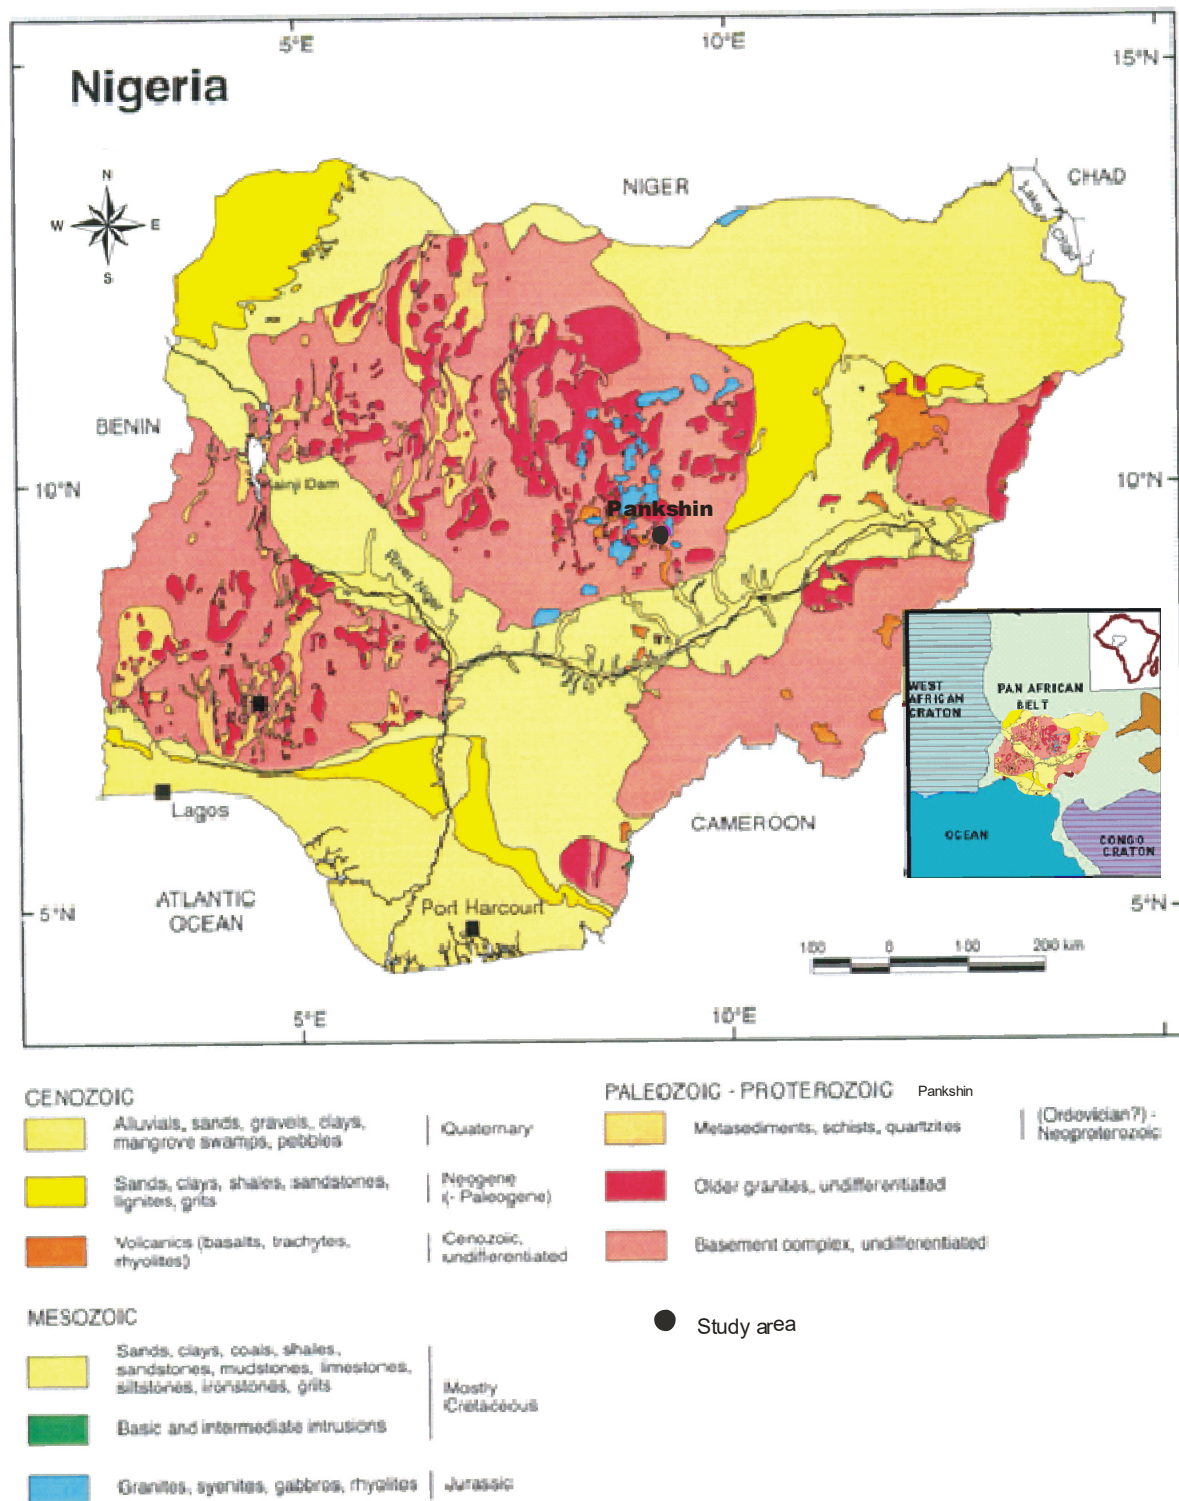 5°E
10°E
15°N
Nigeria
N
W
E
S
NIGER
CHAD
Lake
Chad
BENIN
10°N
10°N
Kainji Dam
Pankshin
River Niger
WEST
AFRICAN
CRATON
PAN AFRICAN
BELT
OCEAN
CONGO
CRATON
Lagos
CAMEROON
ATLANTIC
OCEAN
Port Harcourt
5°N
5°N
100
0
100
200 km
5°E
10°E
CENOZOIC
Alluvials, sands, gravels, clays,
mangrove swamps, pebbles
Quaternary
Sands, clays, shales, sandstones,
lignites, grits
Neogene
(- Paleogene)
Volcanics (basalts, trachytes,
rhyolites)
Cenozoic,
undifferentiated
MESOZOIC
Sands, clays, coals, shales,
sandstones, mudstones, limestones,
siltstones, ironstones, grits
Mostly
Cretaceous
Basic and intermediate intrusions
Granites, syenites, gabbros, rhyolites
Jurassic
PALEOZOIC - PROTEROZOIC
Pankshin
Metasediments, schists, quartzites
(Ordovician?) -
Neoproterozoic
Older granites, undifferentiated
Basement complex, undifferentiated
Study area